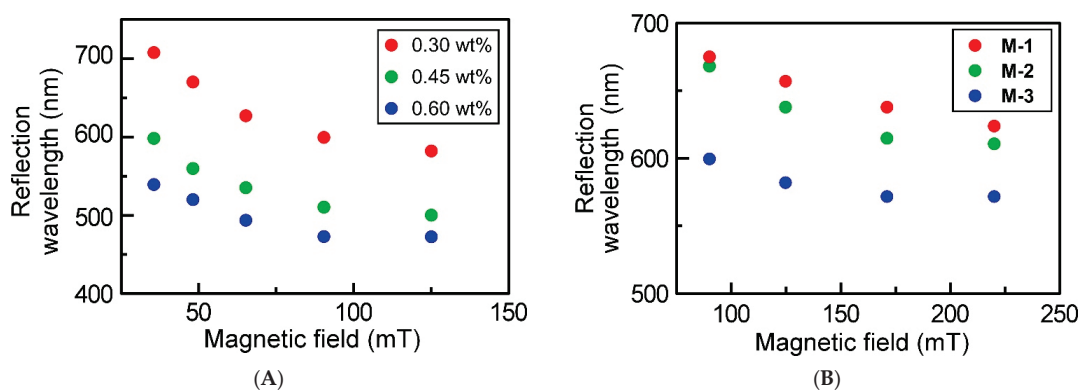 700
600
500
400
50
100
150
Reflection
wavelength (nm)
Magnetic field (mT)
0.30 wt%
0.45 wt%
0.60 wt%
(A)
700
600
500
100
150
200
250
Reflection
wavelength (nm)
Magnetic field (mT)
M-1
M-2
M-3
(B)